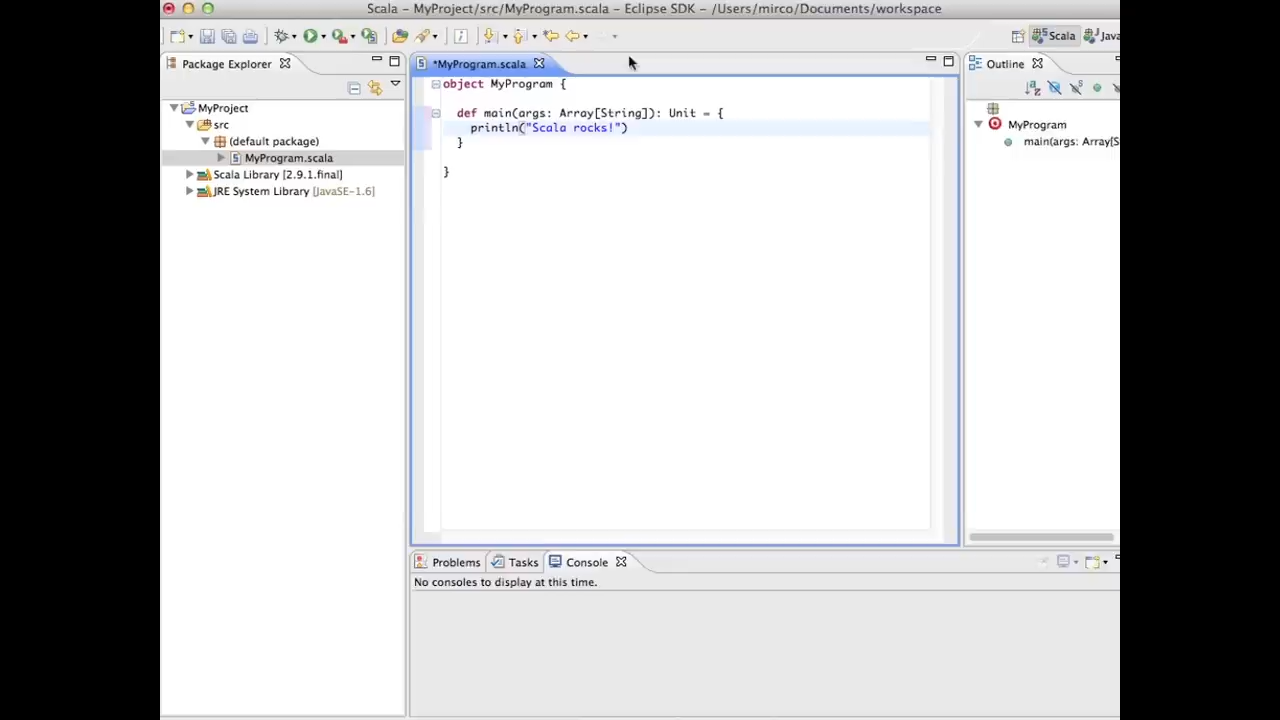 Scala - MyProject/src/MyProgram.scala - Eclipse SDK - /Users/mirco/Documents/workspace
Scala
Java
Package Explorer
MyProject
src
(default package)
MyProgram.scala
Scala Library [2.9.1.final]
JRE System Library [JavaSE-1.6]
*MyProgram.scala
object MyProgram {
def main(args: Array[String]): Unit = {
println("Scala rocks!")
}
}
Outline
MyProgram
main(args: Array[S
Problems
Tasks
Console
No consoles to display at this time.